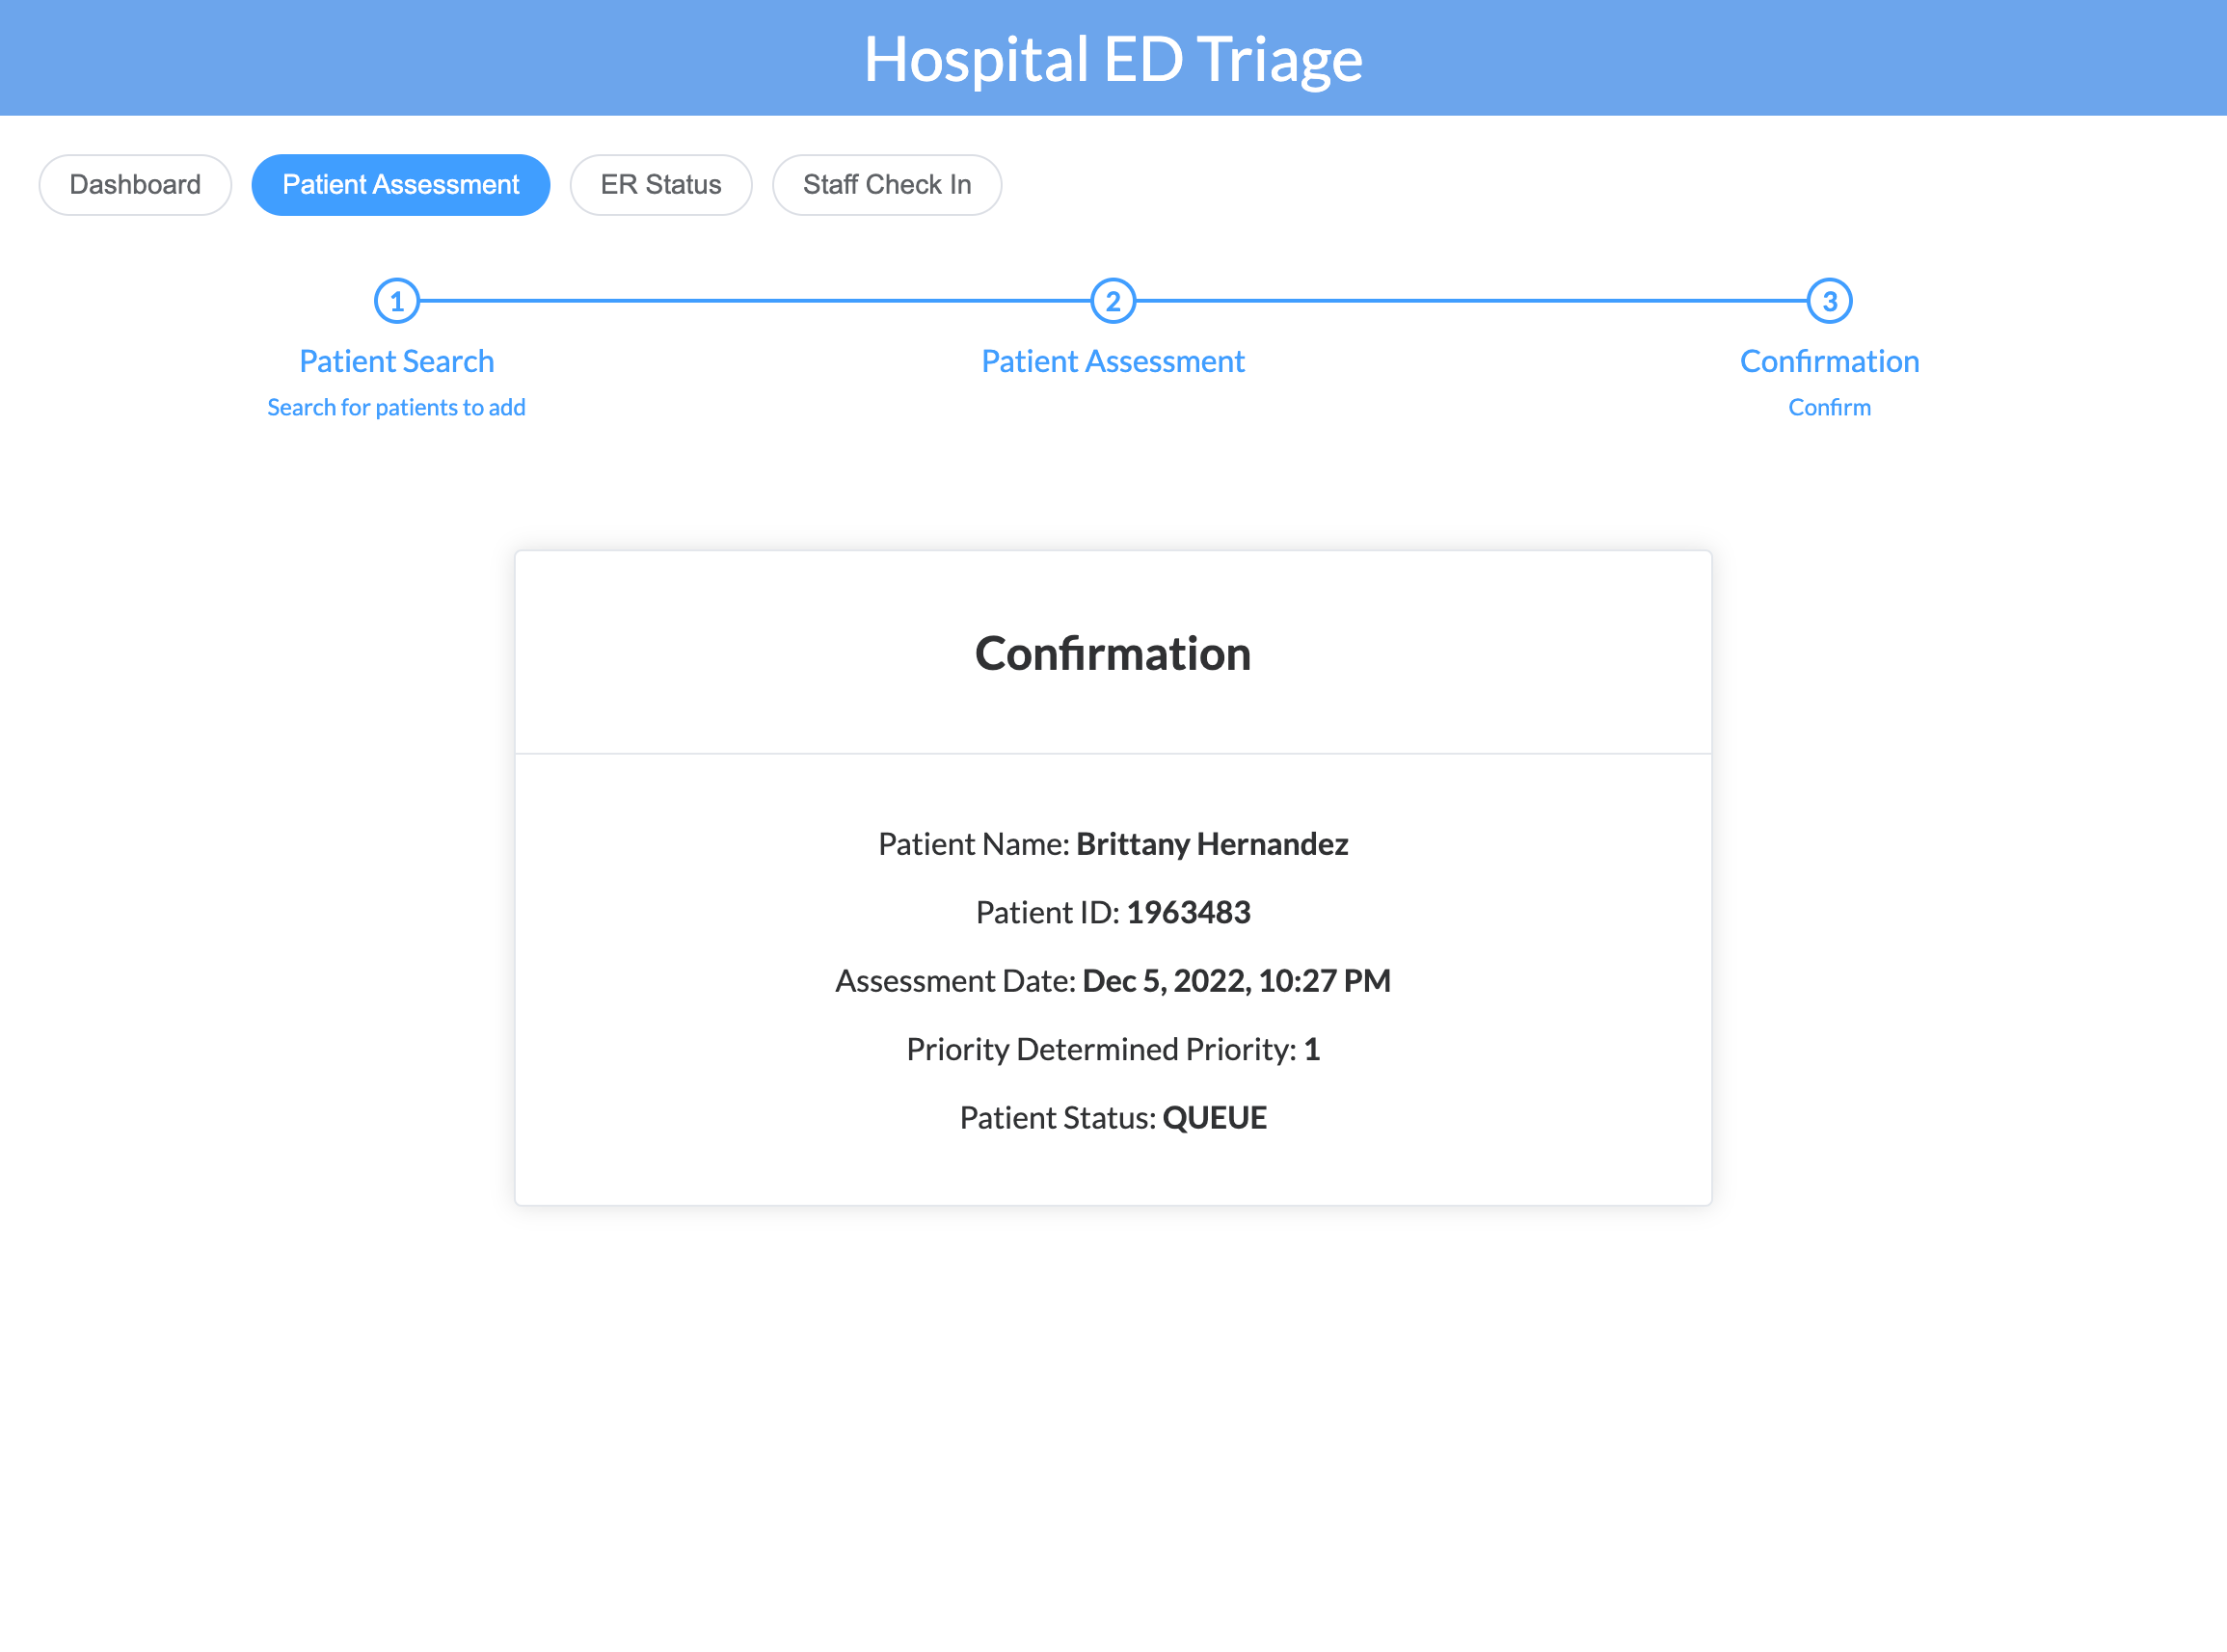 Hospital ED Triage
Dashboard Patient Assessment ER Status Staff Check In
1 2 3
Patient Search Patient Assessment Confirmation
Search for patients to add Confirm
Confirmation
Patient Name: Brittany Hernandez
Patient ID: 1963483
Assessment Date: Dec 5, 2022, 10:27 PM
Priority Determined Priority: 1
Patient Status: QUEUE